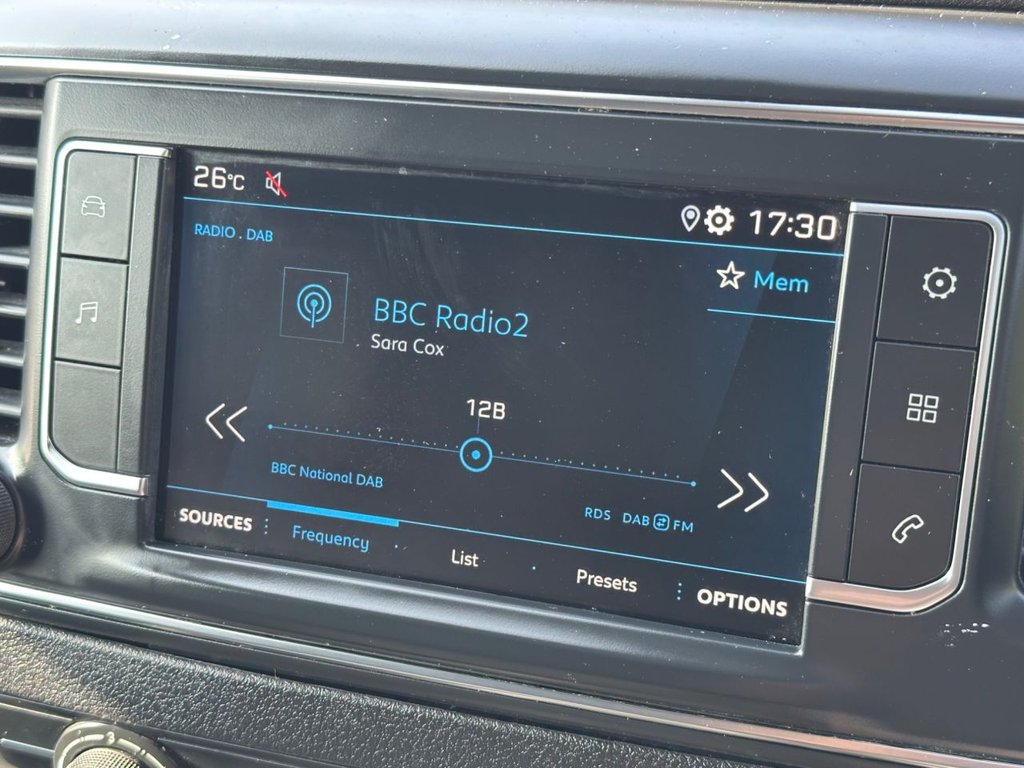 26°C
17:30
RADIO . DAB
Mem
BBC Radio2
Sara Cox
12B
BBC National DAB
RDS DAB FM
SOURCES Frequency List Presets OPTIONS